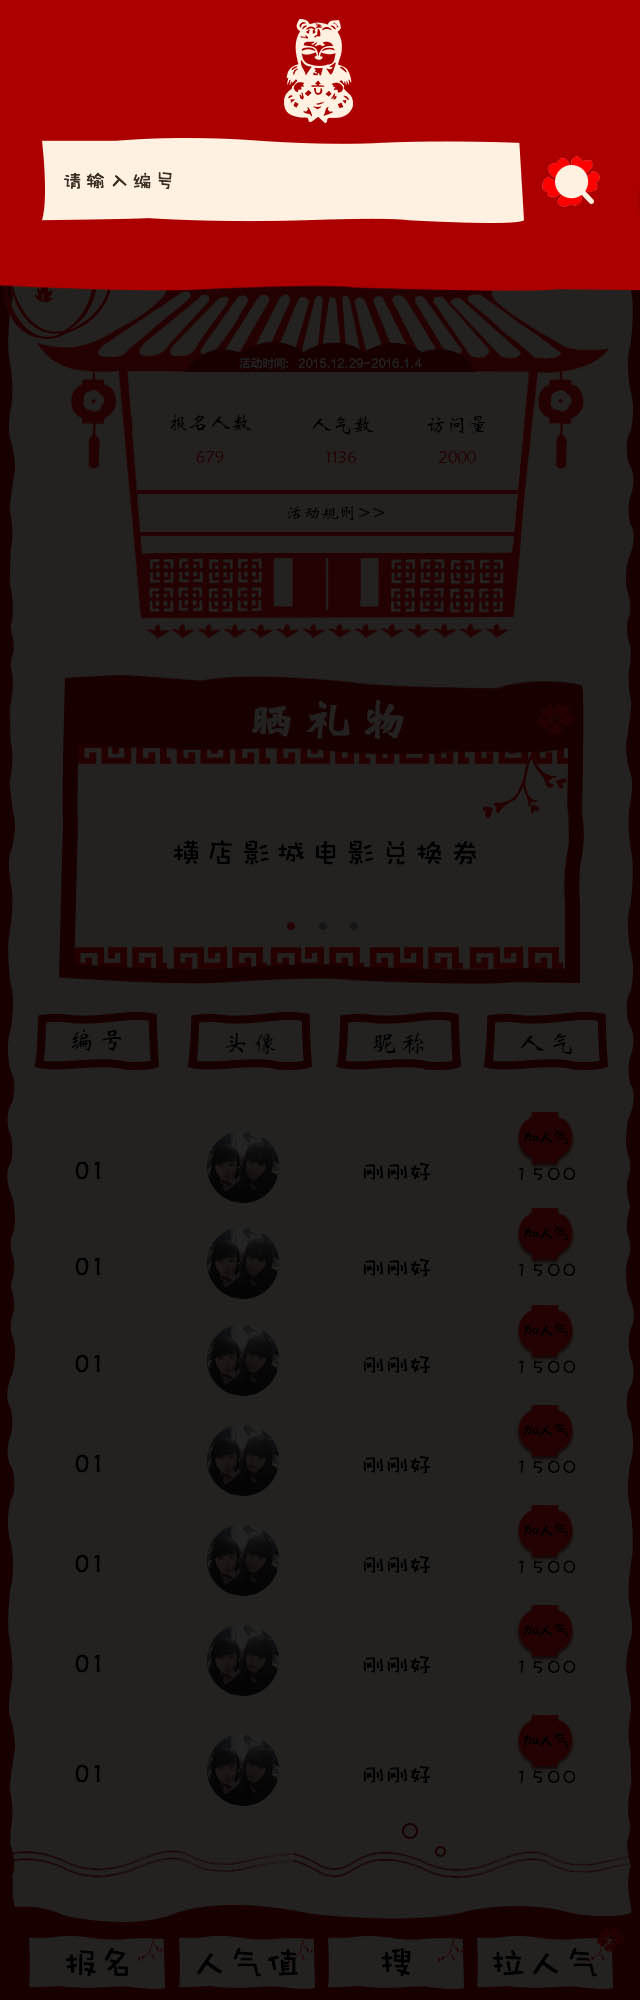 请输入编号
活动时间：2015.12.29-2016.1.4
报名人数 人气数 访问量
679 1136 2000
活动规则>>
晒礼物
横店影城电影兑换券
编号 头像 昵称 人气
加人气
01 刚刚好 1500
加人气
01 刚刚好 1500
加人气
01 刚刚好 1500
加人气
01 刚刚好 1500
加人气
01 刚刚好 1500
加人气
01 刚刚好 1500
加人气
01 刚刚好 1500
报名 人气值 搜 拉人气